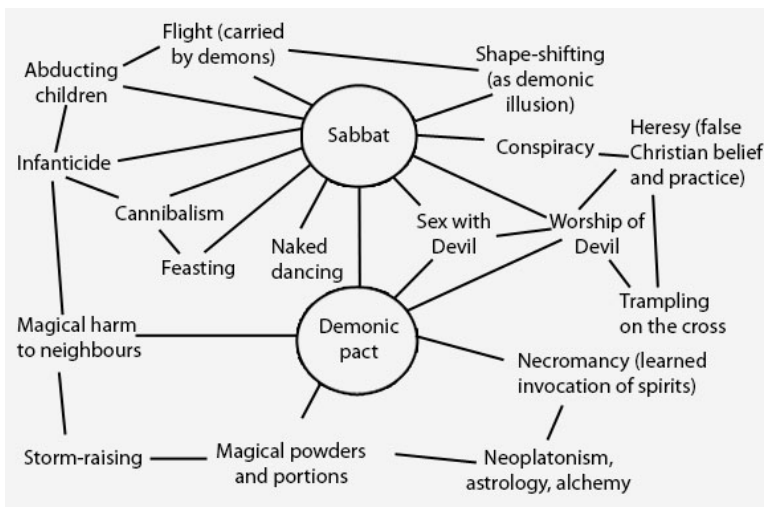 Flight (carried
by demons)
Shape-shifting
(as demonic
illusion)
Abducting
children
Sabbat
Heresy (false
Christian belief
and practice)
Conspiracy
Infanticide
Cannibalism
Sex with
Devil
Worship of
Devil
Naked
dancing
Feasting
Trampling
on the cross
Magical harm
to neighbours
Demonic
pact
Necromancy (learned
invocation of spirits)
Storm-raising
Magical powders
and portions
Neoplatonism,
astrology, alchemy